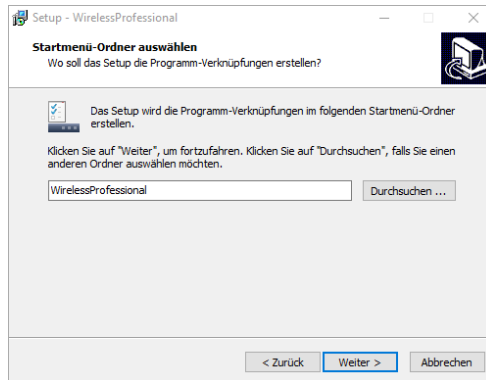 Setup - WirelessProfessional
Startmenü-Ordner auswählen
Wo soll das Setup die Programm-Verknüpfungen erstellen?
Das Setup wird die Programm-Verknüpfungen im folgenden Startmenü-Ordner
erstellen.
Klicken Sie auf "Weiter", um fortzufahren. Klicken Sie auf "Durchsuchen", falls Sie einen
anderen Ordner auswählen möchten.
WirelessProfessional
Durchsuchen ...
< Zurück
Weiter >
Abbrechen